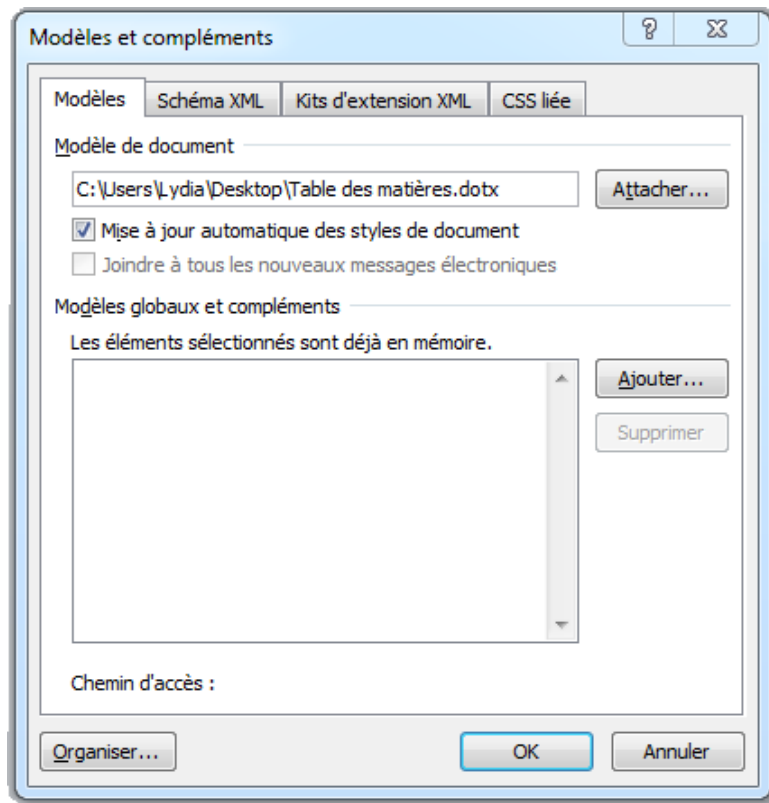 Modèles et compléments
Modèles Schéma XML Kits d'extension XML CSS liée
Modèle de document
C:\Users\Lydia\Desktop\Table des matières.dotx Attacher...
Mise à jour automatique des styles de document
Joindre à tous les nouveaux messages électroniques
Modèles globaux et compléments
Les éléments sélectionnés sont déjà en mémoire.
Ajouter...
Supprimer
Chemin d'accès :
Organiser... OK Annuler